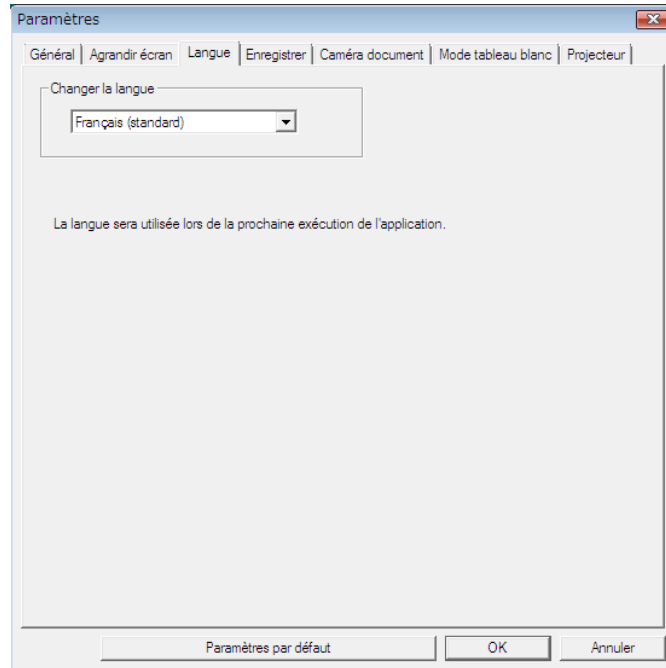 Paramètres
Général Agrandir écran Langue Enregistrer Caméra document Mode tableau blanc Projecteur
Changer la langue
Français (standard)
La langue sera utilisée lors de la prochaine exécution de l'application.
Paramètres par défaut OK Annuler